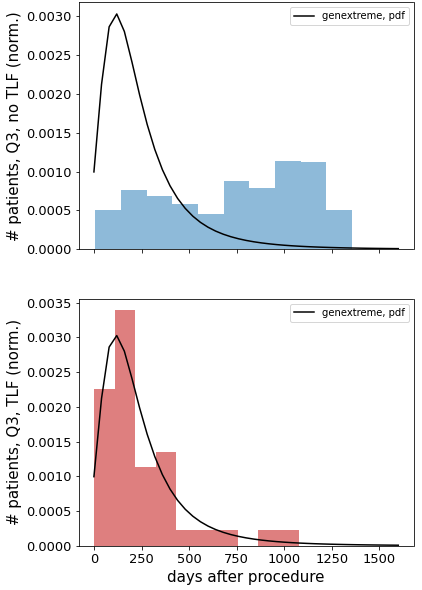 # patients, Q3, no TLF (norm.)
0.0030
0.0025
0.0020
0.0015
0.0010
0.0005
0.0000
genextreme, pdf
# patients, Q3, TLF (norm.)
0.0035
0.0030
0.0025
0.0020
0.0015
0.0010
0.0005
0.0000
genextreme, pdf
0 250 500 750 1000 1250 1500
days after procedure